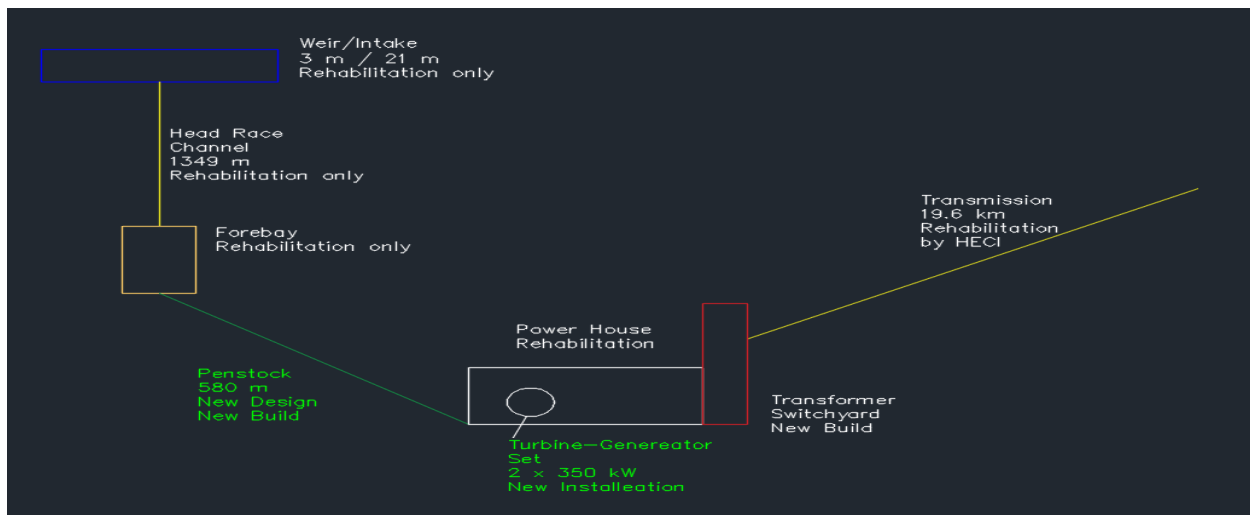 Weir/Intake
3 m / 21 m
Rehabilitation only
Head Race
Channel
1349 m
Rehabilitation only
Forebay
Rehabilitation only
Transmission
19.6 km
Rehabilitation
by HECI
Power House
Rehabilitation
Penstock
580 m
New Design
New Build
Transformer
Switchyard
New Build
Turbine-Genereator
Set
2 x 350 kW
New Installeation